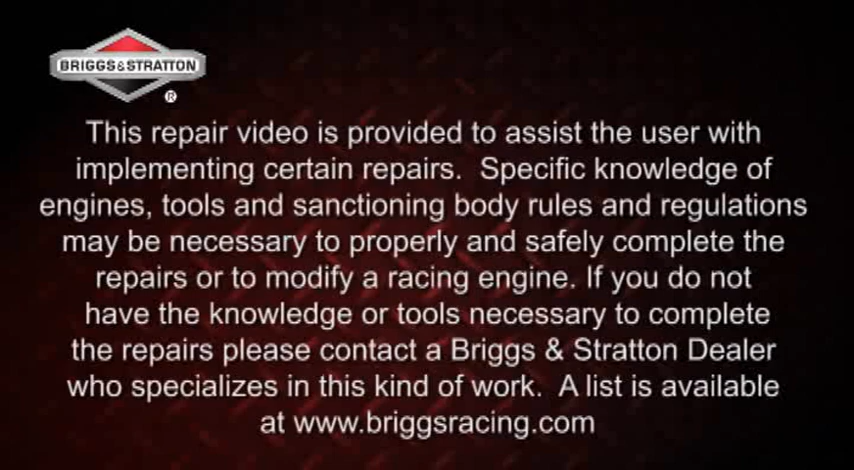 BRIGGS&STRATTON
®
This repair video is provided to assist the user with
implementing certain repairs.  Specific knowledge of
engines, tools and sanctioning body rules and regulations
may be necessary to properly and safely complete the
repairs or to modify a racing engine. If you do not
have the knowledge or tools necessary to complete
the repairs please contact a Briggs & Stratton Dealer
who specializes in this kind of work.  A list is available
at www.briggsracing.com